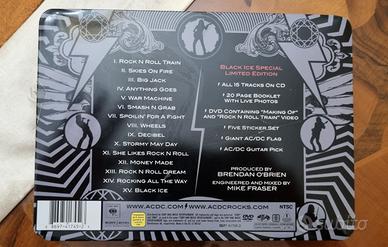 I. Rock N Roll Train
II. Skies On Fire
III. Big Jack
IV. Anything Goes
V. War Machine
VI. Smash N Grab
VII. Spoilin' For A Fight
VIII. Wheels
IX. Decibel
X. Stormy May Day
XI. She Likes Rock N Roll
XII. Money Made
XIII. Rock N Roll Dream
XIV. Rocking All The Way
XV. Black Ice
Black Ice Special
Limited Edition
All 15 Tracks On CD
20 Page Booklet
With Live Photos
DVD Containing "Making Of"
And "Rock N Roll Train" Video
Five Sticker Set
Giant AC/DC Flag
AC/DC Guitar Pick
Produced By
Brendan O'Brien
Engineered And Mixed By
Mike Fraser
WWW.ACDC.COM
WWW.ACDCROCKS.COM
NTSC
Subito